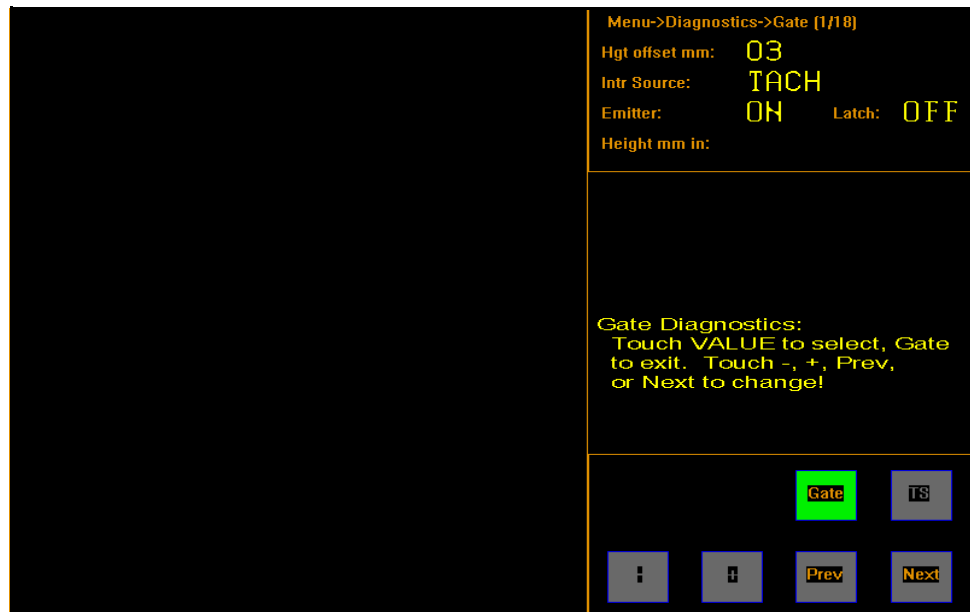 Menu->Diagnostics->Gate (1/18)
Hgt offset mm: 03
Intr Source: TACH
Emitter: ON Latch: OFF
Height mm in:
Gate Diagnostics:
Touch VALUE to select, Gate
to exit. Touch -, +, Prev,
or Next to change!
Gate TS
- + Prev Next